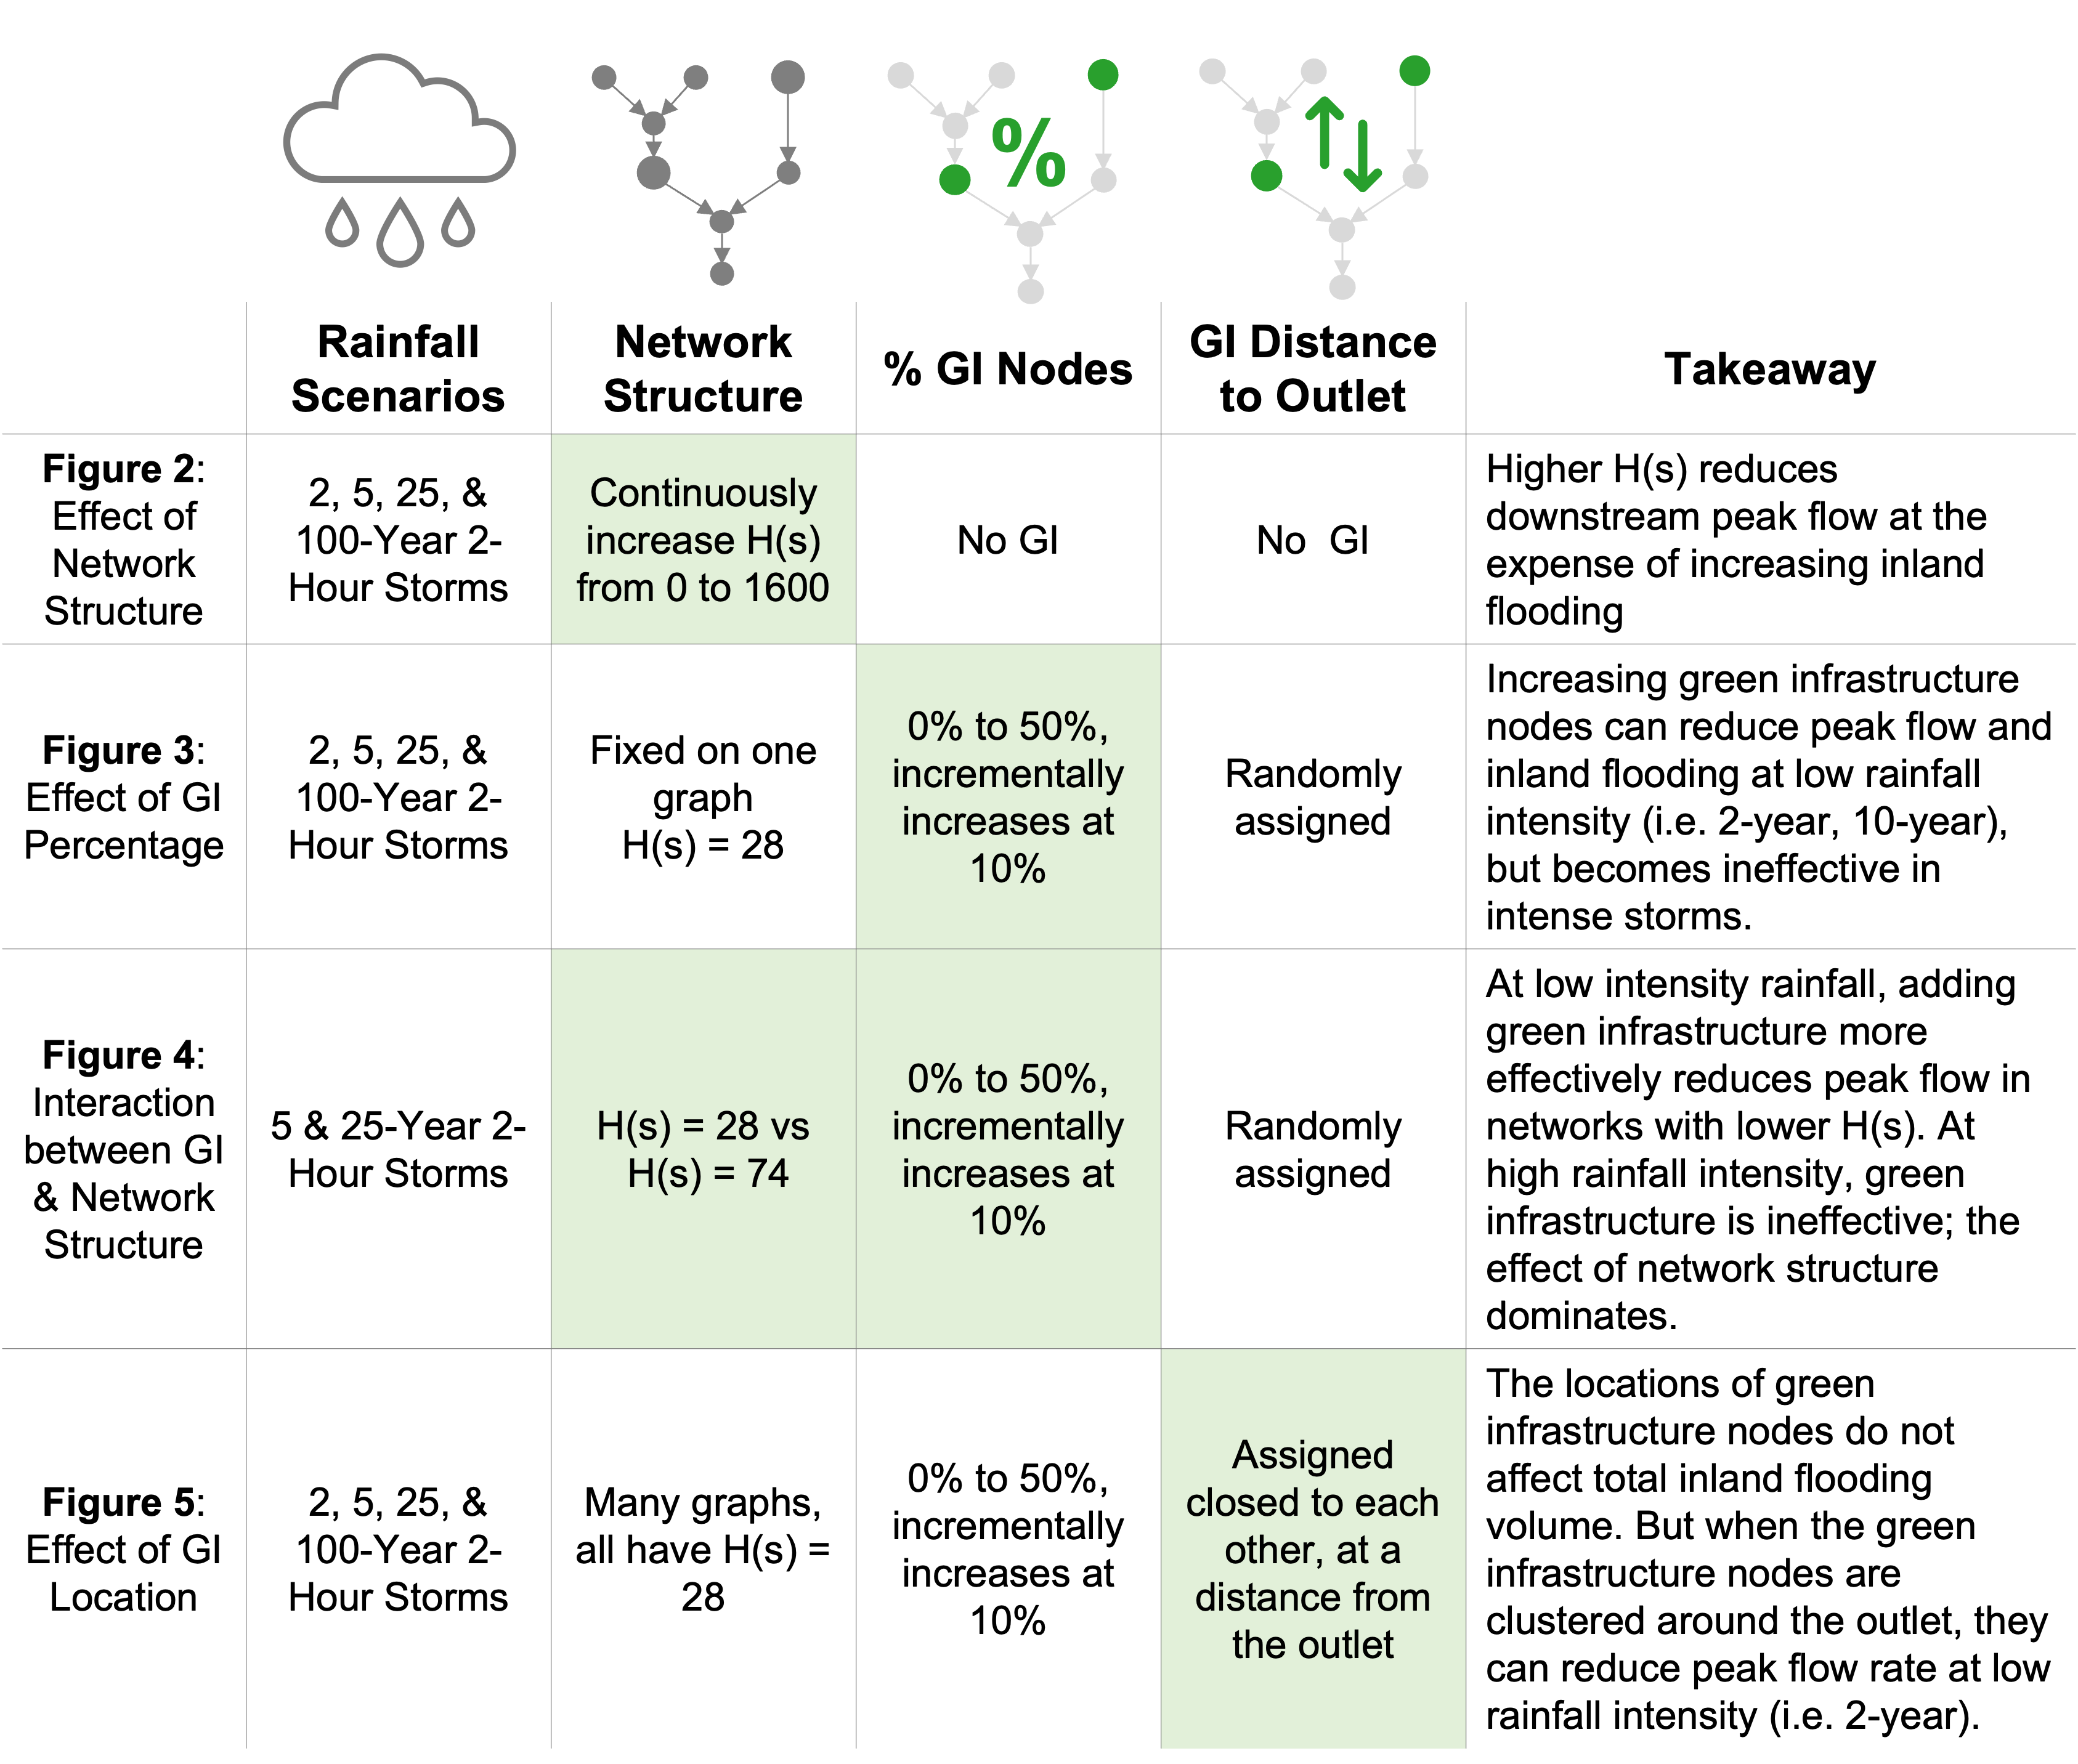 %
Rainfall
Scenarios
Network
Structure
% GI Nodes
GI Distance
to Outlet
Takeaway
Figure 2:
Effect of
Network
Structure
2, 5, 25, &
100-Year 2-
Hour Storms
Continuously
increase H(s)
from 0 to 1600
No GI
No  GI
Higher H(s) reduces
downstream peak flow at the
expense of increasing inland
flooding
Figure 3:
Effect of GI
Percentage
2, 5, 25, &
100-Year 2-
Hour Storms
Fixed on one
graph
H(s) = 28
0% to 50%,
incrementally
increases at
10%
Randomly
assigned
Increasing green infrastructure
nodes can reduce peak flow and
inland flooding at low rainfall
intensity (i.e. 2-year, 10-year),
but becomes ineffective in
intense storms.
Figure 4:
Interaction
between GI
& Network
Structure
5 & 25-Year 2-
Hour Storms
H(s) = 28 vs
H(s) = 74
0% to 50%,
incrementally
increases at
10%
Randomly
assigned
At low intensity rainfall, adding
green infrastructure more
effectively reduces peak flow in
networks with lower H(s). At
high rainfall intensity, green
infrastructure is ineffective; the
effect of network structure
dominates.
Figure 5:
Effect of GI
Location
2, 5, 25, &
100-Year 2-
Hour Storms
Many graphs,
all have H(s) =
28
0% to 50%,
incrementally
increases at
10%
Assigned
closed to each
other, at a
distance from
the outlet
The locations of green
infrastructure nodes do not
affect total inland flooding
volume. But when the green
infrastructure nodes are
clustered around the outlet, they
can reduce peak flow rate at low
rainfall intensity (i.e. 2-year).